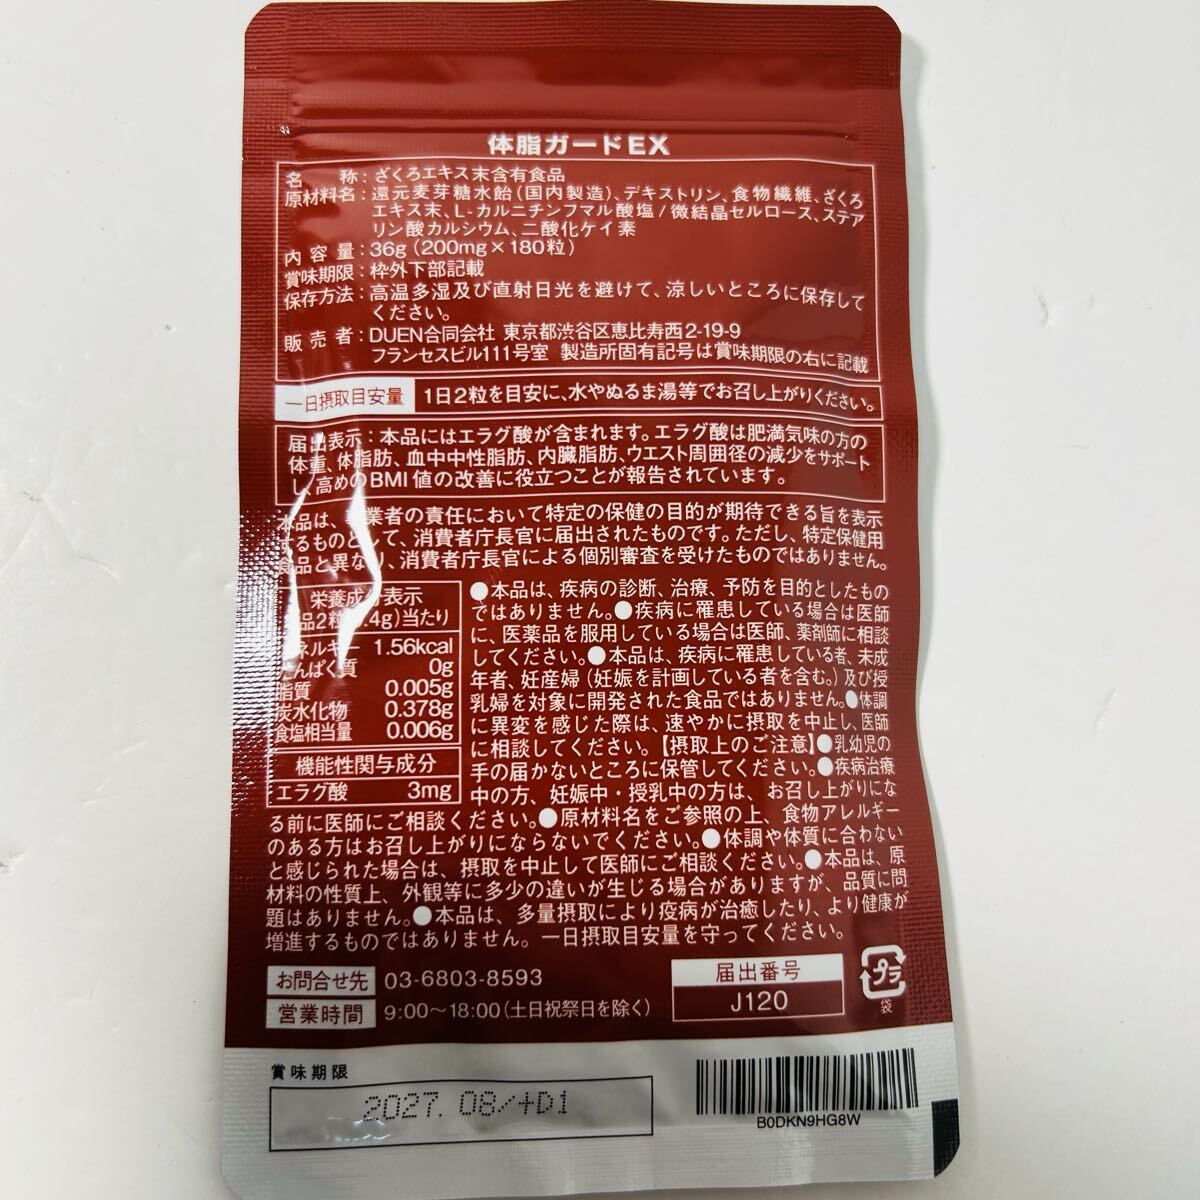 体脂ガードEX
名称：ざくろエキス末含有食品
原材料名：還元麦芽糖水飴(国内製造)、デキストリン、食物繊維、ざくろ
エキス末、L-カルニチンフマル酸塩/微結晶セルロース、ステア
リン酸カルシウム、二酸化ケイ素
内容量：36g(200mg×180粒)
賞味期限：枠外下部記載
保存方法：高温多湿及び直射日光を避けて、涼しいところに保存して
ください。
販売者：DUEN合同会社 東京都渋谷区恵比寿西2-19-9
フランセスビル111号室 製造所固有記号は賞味期限の右に記載
一日摂取目安量 1日2粒を目安に、水やぬるま湯等でお召し上がりください。
届出表示：本品にはエラグ酸が含まれます。エラグ酸は肥満気味の方の
体重、体脂肪、血中中性脂肪、内臓脂肪、ウエスト周囲径の減少をサポート
し、高めのBMI値の改善に役立つことが報告されています。
本品は、事業者の責任において特定の保健の目的が期待できる旨を表示
するものとして、消費者庁長官に届出されたものです。ただし、特定保健用
食品と異なり、消費者庁長官による個別審査を受けたものではありません。
栄養成分表示
品2粒(.4g)当たり
エネルギー 1.56kcal
たんぱく質 0g
脂質 0.005g
炭水化物 0.378g
食塩相当量 0.006g
機能性関与成分
エラグ酸 3mg
●本品は、疾病の診断、治療、予防を目的としたもの
ではありません。●疾病に罹患している場合は医師
に、医薬品を服用している場合は医師、薬剤師に相談
してください。●本品は、疾病に罹患している者、未成
年者、妊産婦(妊娠を計画している者を含む。)及び授
乳婦を対象に開発された食品ではありません。●体調
に異変を感じた際は、速やかに摂取を中止し、医師
に相談してください。【摂取上のご注意】●乳幼児の
手の届かないところに保管してください。●疾病治療
中の方、妊娠中・授乳中の方は、お召し上がりにな
る前に医師にご相談ください。●原材料名をご参照の上、食物アレルギー
のある方はお召し上がりにならないでください。●体調や体質に合わない
と感じられた場合は、摂取を中止して医師にご相談ください。●本品は、原
材料の性質上、外観等に多少の違いが生じる場合がありますが、品質に問
題はありません。●本品は、多量摂取により疫病が治癒したり、より健康が
増進するものではありません。一日摂取目安量を守ってください。
お問合せ先 03-6803-8593
営業時間 9:00〜18:00(土日祝祭日を除く)
届出番号
J120
プラ
袋
賞味期限
2027.08/+D1
B0DKN9HG8W